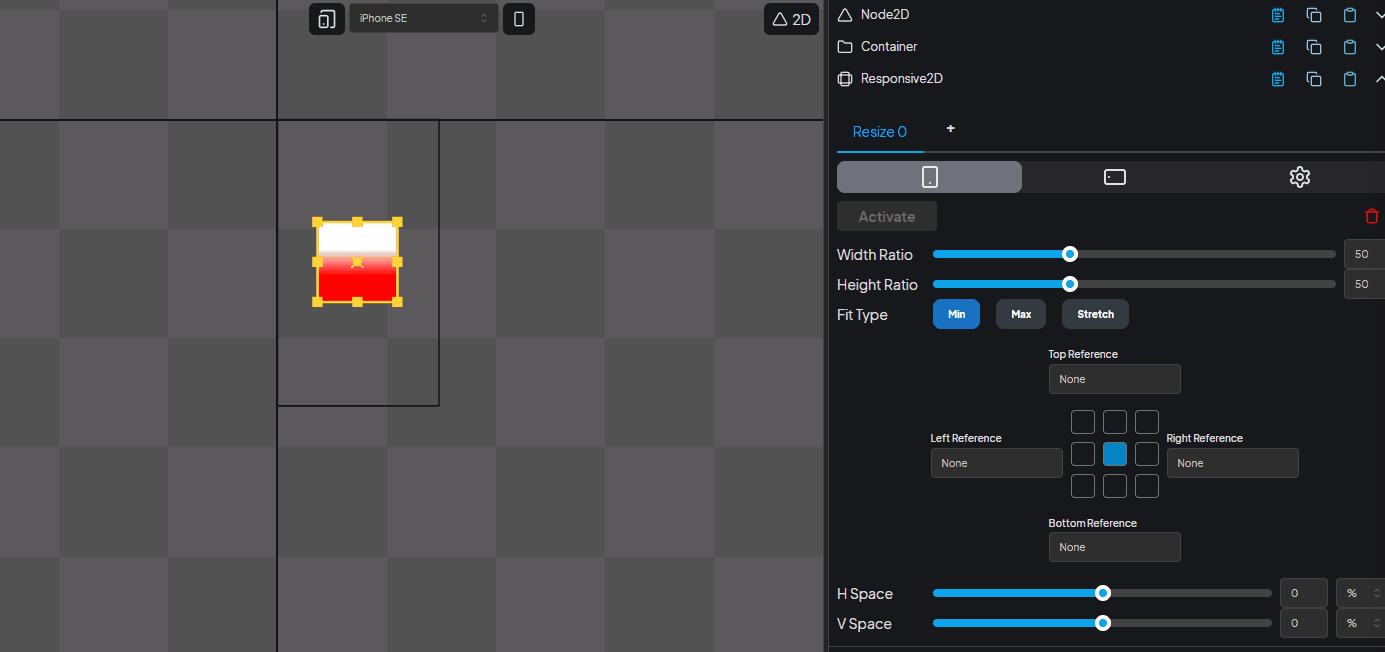 iPhone SE
2D
Node2D
Container
Responsive2D
Resize 0
+
Activate
Width Ratio
50
Height Ratio
50
Fit Type
Min
Max
Stretch
Top Reference
None
Left Reference
None
Right Reference
None
Bottom Reference
None
H Space
0
%
V Space
0
%